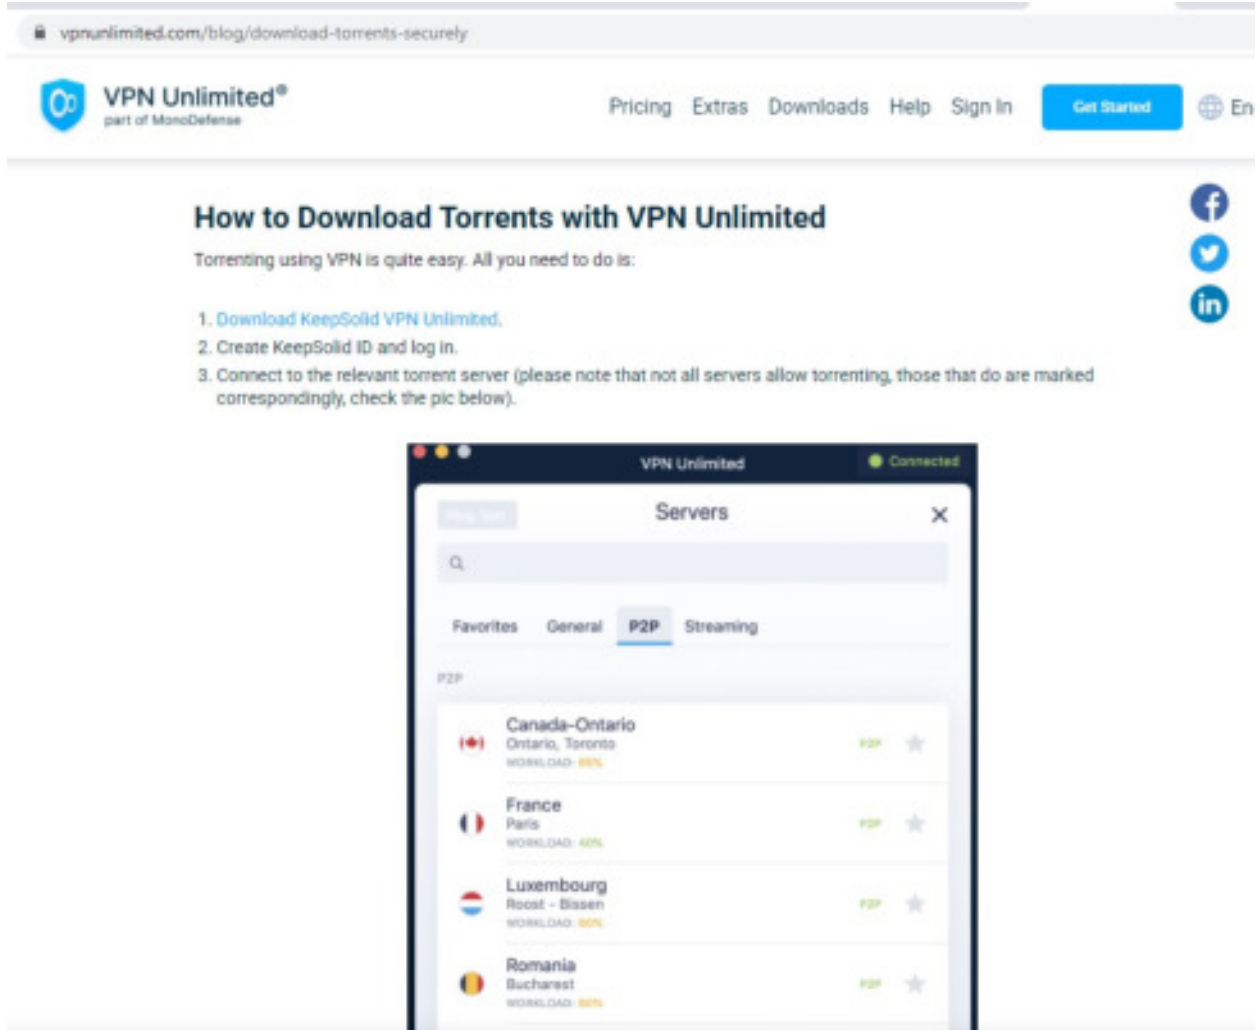 vpnunlimited.com/blog/download-torrents-securely
VPN Unlimited®
part of MonoDefense
Pricing Extras Downloads Help Sign In Get Started En
How to Download Torrents with VPN Unlimited
Torrenting using VPN is quite easy. All you need to do is:
1. Download KeepSolid VPN Unlimited.
2. Create KeepSolid ID and log in.
3. Connect to the relevant torrent server (please note that not all servers allow torrenting, those that do are marked
correspondingly, check the pic below).
VPN Unlimited Connected
Servers
Favorites General P2P Streaming
P2P
Canada-Ontario
Ontario, Toronto P2P
WORKLOAD:
France
Paris P2P
WORKLOAD: 40%
Luxembourg
Roost - Bissen P2P
WORKLOAD: 60%
Romania
Bucharest P2P
WORKLOAD: 60%